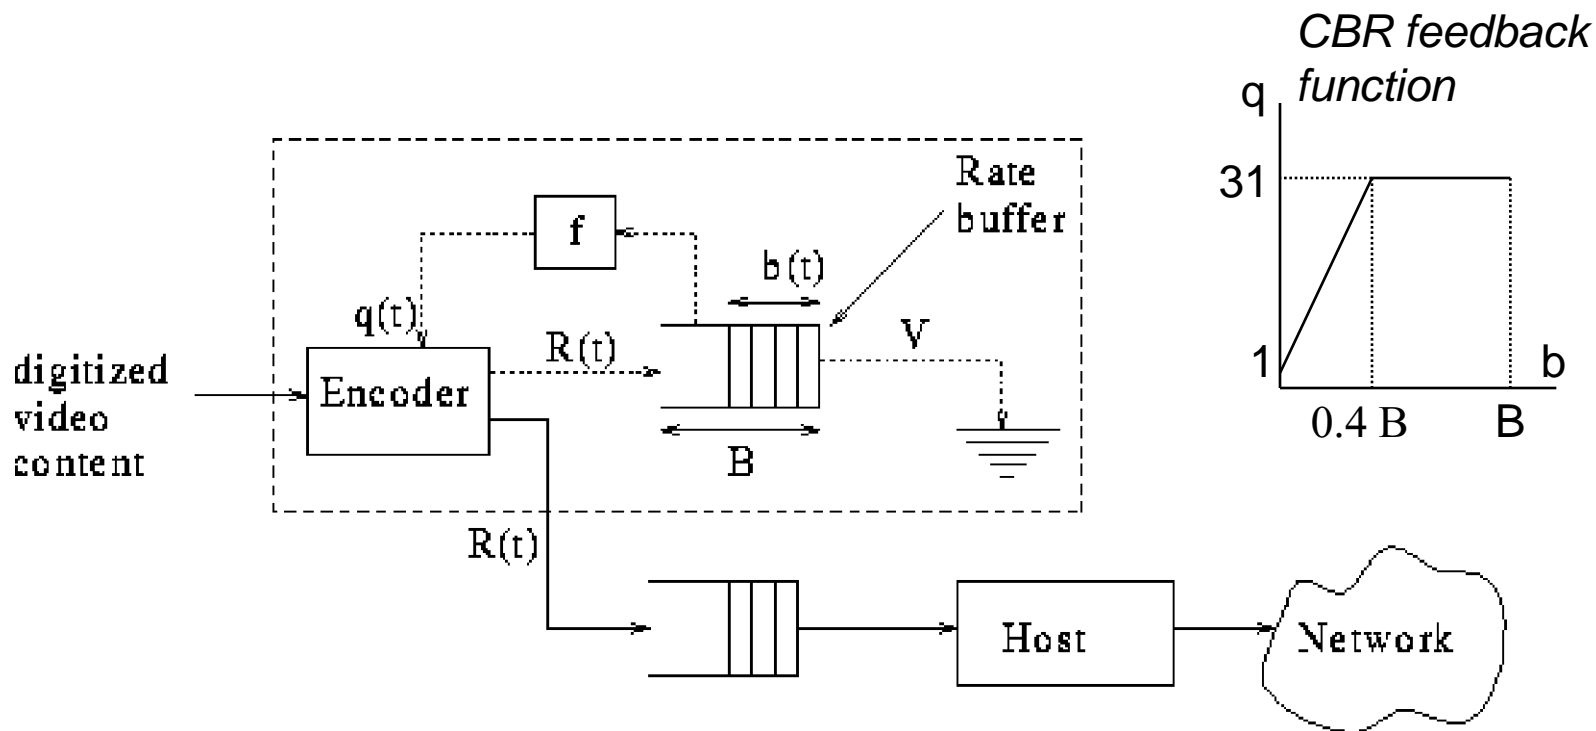 CBR feedback
function
q
31
1
b
0.4 B
B
Rate
buffer
f
b(t)
q(t)
R(t)
V
digitized
video
content
Encoder
B
R(t)
Host
Network